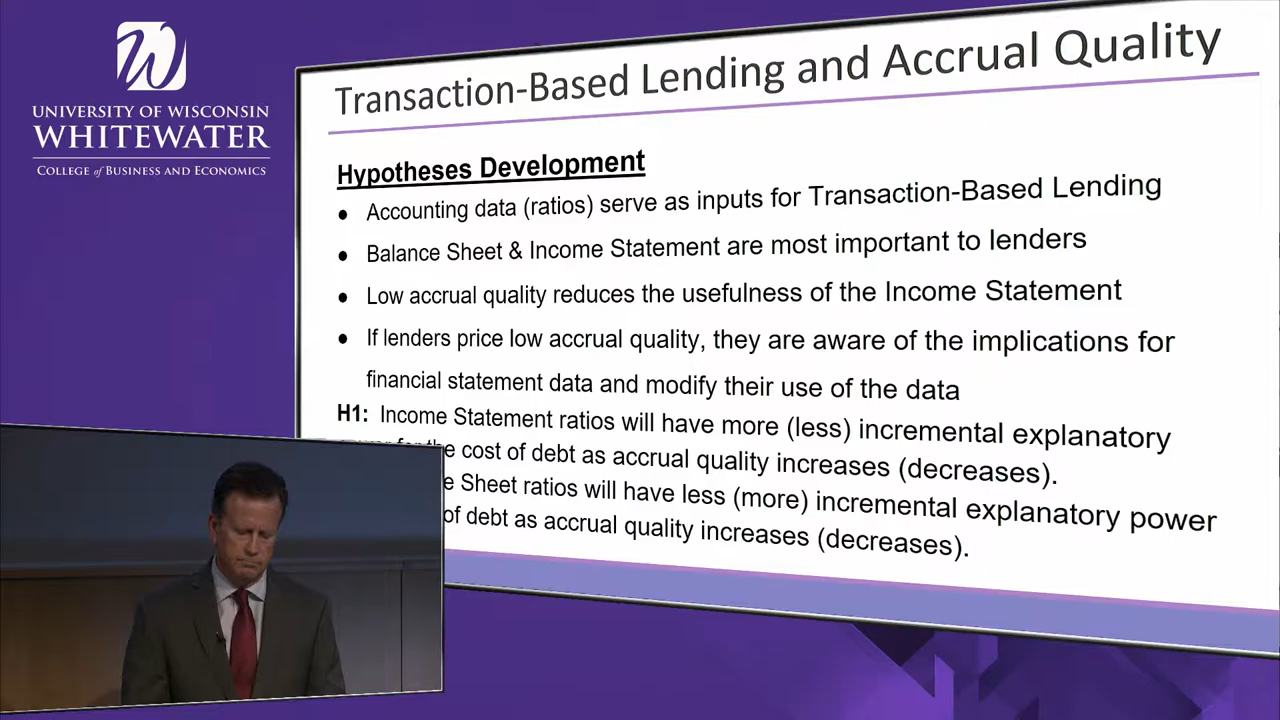 UNIVERSITY OF WISCONSIN
WHITEWATER
COLLEGE of BUSINESS AND ECONOMICS
Transaction-Based Lending and Accrual Quality
Hypotheses Development
● Accounting data (ratios) serve as inputs for Transaction-Based Lending
● Balance Sheet & Income Statement are most important to lenders
● Low accrual quality reduces the usefulness of the Income Statement
● If lenders price low accrual quality, they are aware of the implications for
financial statement data and modify their use of the data
H1: Income Statement ratios will have more (less) incremental explanatory
cost of debt as accrual quality increases (decreases).
Sheet ratios will have less (more) incremental explanatory power
of debt as accrual quality increases (decreases).